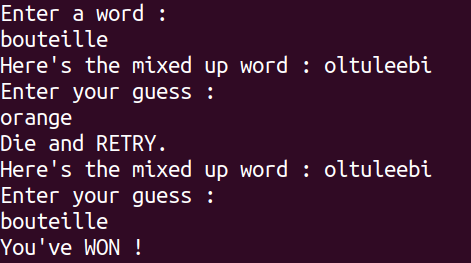 Enter a word :
bouteille
Here's the mixed up word : oltuleebi
Enter your guess :
orange
Die and RETRY.
Here's the mixed up word : oltuleebi
Enter your guess :
bouteille
You've WON !